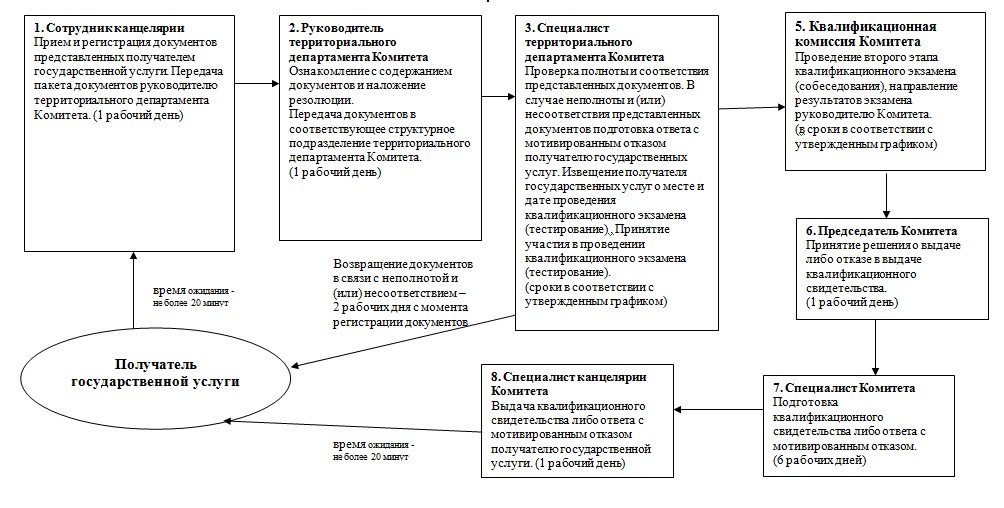 1. Сотрудник канцелярии
Прием и регистрация документов
представленных получателем
государственной услуги. Передача
пакета документов руководителю
территориального департамента
Комитета. (1 рабочий день)
2. Руководитель
территориального
департамента Комитета
Ознакомление с содержанием
документов и наложение
резолюции.
Передача документов в
соответствующее структурное
подразделение территориального
департамента Комитета.
(1 рабочий день)
3. Специалист
территориального
департамента Комитета
Проверка полноты и соответствия
представленных документов. В
случае неполноты и (или)
несоответствия представленных
документов подготовка ответа с
мотивированным отказом
получателю государственных
услуг. Извещение получателя
государственных услуг о месте и
дате проведения
квалификационного экзамена
(тестирование),. Принятие
участия в проведении
квалификационного экзамена
(тестирование).
(сроки в соответствии с
утвержденным графиком)
5. Квалификационная
комиссия Комитета
Проведение второго этапа
квалификационного экзамена
(собеседования), направление
результатов экзамена
руководителю Комитета.
(в сроки в соответствии с
утвержденным графиком)
6. Председатель Комитета
Принятие решения о выдаче
либо отказе в выдаче
квалификационного
свидетельства.
(1 рабочий день)
Возвращение документов
в связи с неполнотой и
(или) несоответствием –
2 рабочих дня с момента
регистрации документов
время ожидания -
не более 20 минут
Получатель
государственной услуги
8. Специалист канцелярии
Комитета
Выдача квалификационного
свидетельства либо ответа с
мотивированным отказом
получателю государственной
услуги. (1 рабочий день)
7. Специалист Комитета
Подготовка
квалификационного
свидетельства либо ответа с
мотивированным отказом.
(6 рабочих дней)
время ожидания -
не более 20 минут